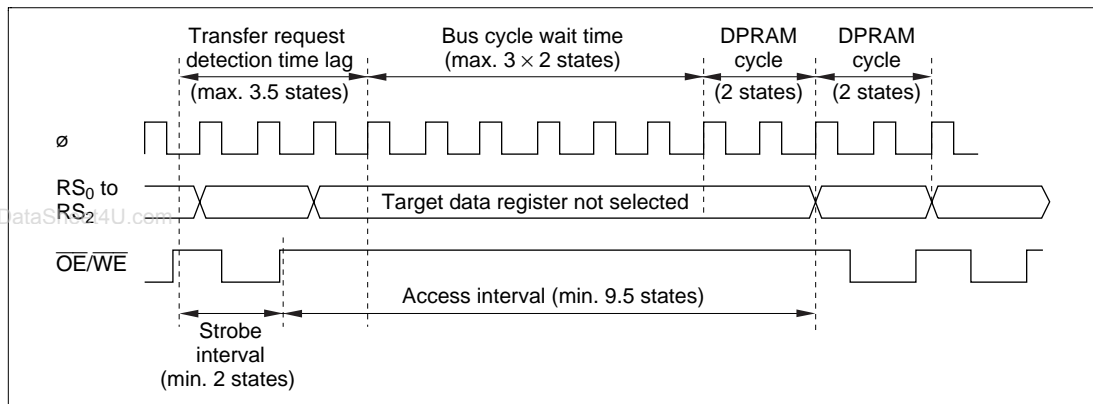 Transfer request
detection time lag
(max. 3.5 states)
Bus cycle wait time
(max. 3 × 2 states)
DPRAM
cycle
(2 states)
DPRAM
cycle
(2 states)
ø
RS0 to
RS2
Target data register not selected
DataSheet4U.com
OE/WE
Access interval (min. 9.5 states)
Strobe
interval
(min. 2 states)